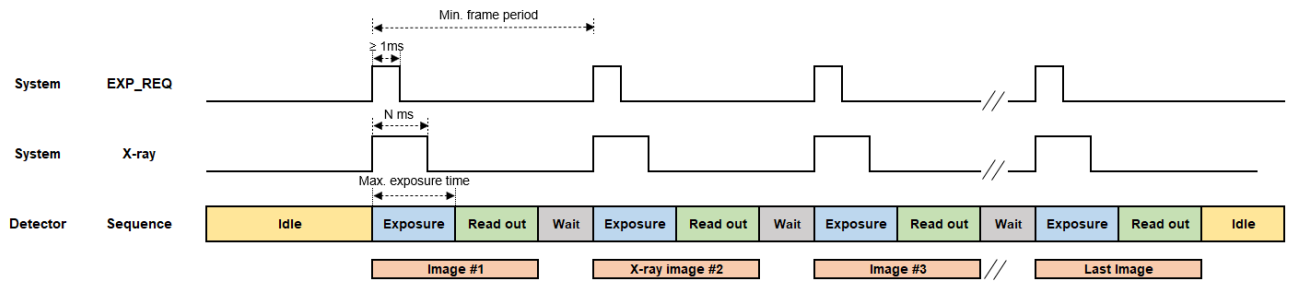 Min. frame period
≥ 1ms
System EXP_REQ
N ms
System X-ray
Max. exposure time
Detector Sequence Idle Exposure Read out Wait Exposure Read out Wait Exposure Read out Wait Exposure Read out Idle
Image #1 X-ray image #2 Image #3 Last Image